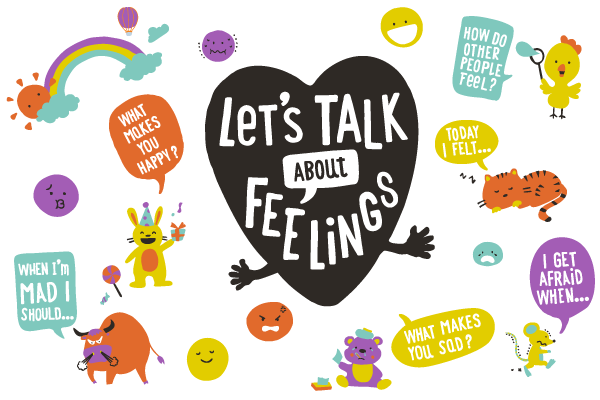 LET'S TALK
ABOUT
FEELINGS
HOW DO
OTHER
PEOPLE
FEEL?
WHAT
MAKES
YOU
HAPPY?
TODAY
I FELT...
WHEN I'M
MAD I
SHOULD...
I GET
AFRAID
WHEN...
WHAT MAKES
YOU SAD?
z z z